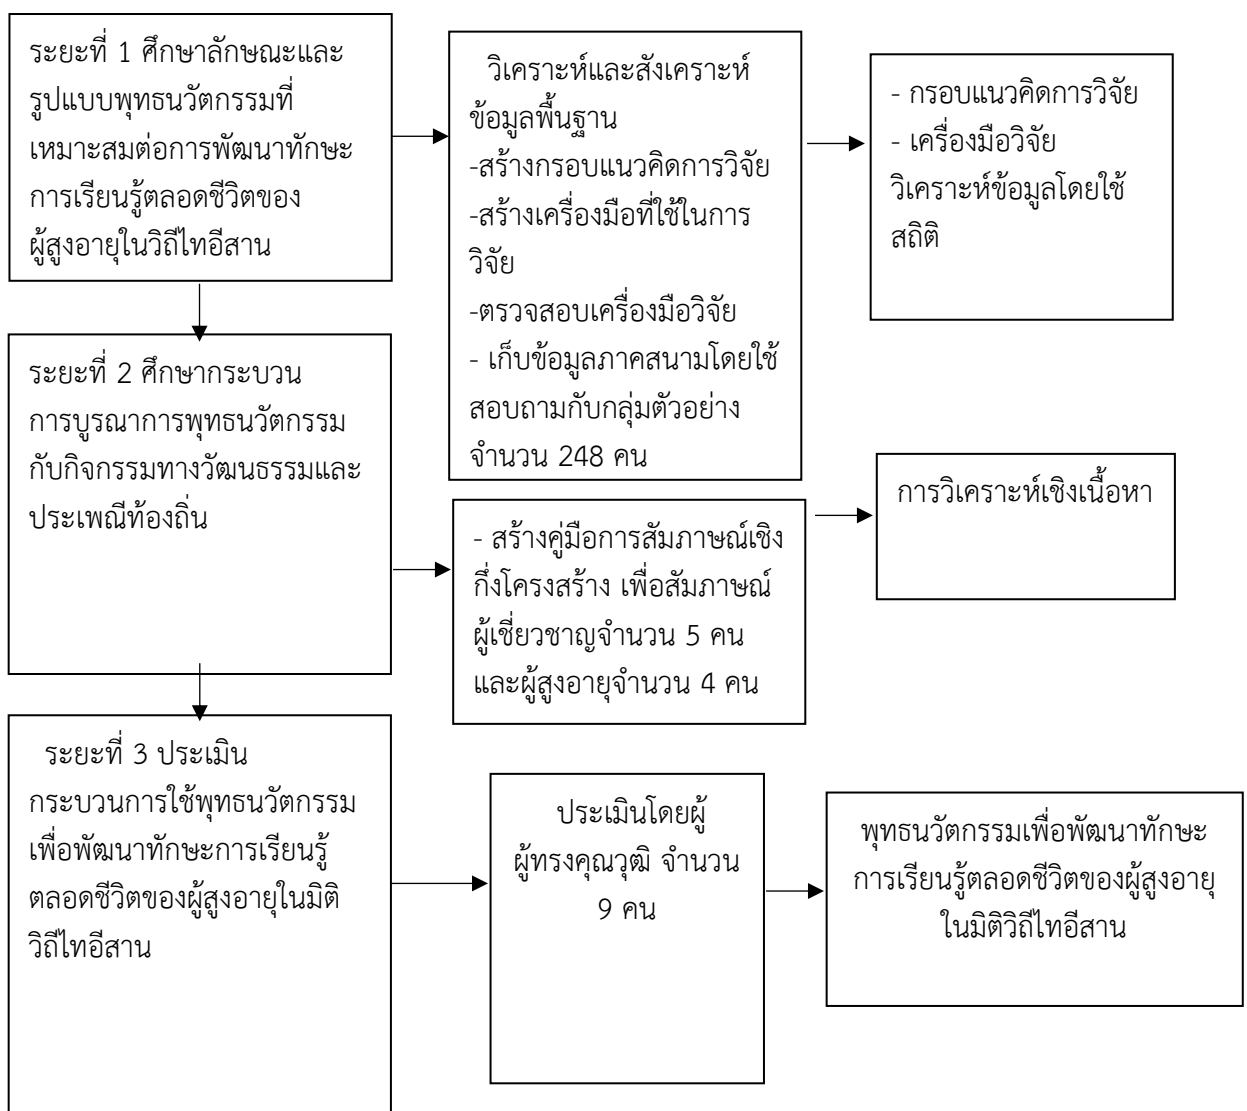 ระยะที่ 1 ศึกษาลักษณะและ
รูปแบบพุทธนวัตกรรมที่
เหมาะสมต่อการพัฒนาทักษะ
การเรียนรู้ตลอดชีวิตของ
ผู้สูงอายุในวิถีไทอีสาน
วิเคราะห์และสังเคราะห์
ข้อมูลพื้นฐาน
-สร้างกรอบแนวคิดการวิจัย
-สร้างเครื่องมือที่ใช้ในการ
วิจัย
-ตรวจสอบเครื่องมือวิจัย
- เก็บข้อมูลภาคสนามโดยใช้
สอบถามกับกลุ่มตัวอย่าง
จำนวน 248 คน
- กรอบแนวคิดการวิจัย
- เครื่องมือวิจัย
วิเคราะห์ข้อมูลโดยใช้
สถิติ
ระยะที่ 2 ศึกษากระบวน
การบูรณาการพุทธนวัตกรรม
กับกิจกรรมทางวัฒนธรรมและ
ประเพณีท้องถิ่น
- สร้างคู่มือการสัมภาษณ์เชิง
กึ่งโครงสร้าง เพื่อสัมภาษณ์
ผู้เชี่ยวชาญจำนวน 5 คน
และผู้สูงอายุจำนวน 4 คน
การวิเคราะห์เชิงเนื้อหา
ระยะที่ 3 ประเมิน
กระบวนการใช้พุทธนวัตกรรม
เพื่อพัฒนาทักษะการเรียนรู้
ตลอดชีวิตของผู้สูงอายุในมิติ
วิถีไทอีสาน
ประเมินโดยผู้
ผู้ทรงคุณวุฒิ จำนวน
9 คน
พุทธนวัตกรรมเพื่อพัฒนาทักษะ
การเรียนรู้ตลอดชีวิตของผู้สูงอายุ
ในมิติวิถีไทอีสาน